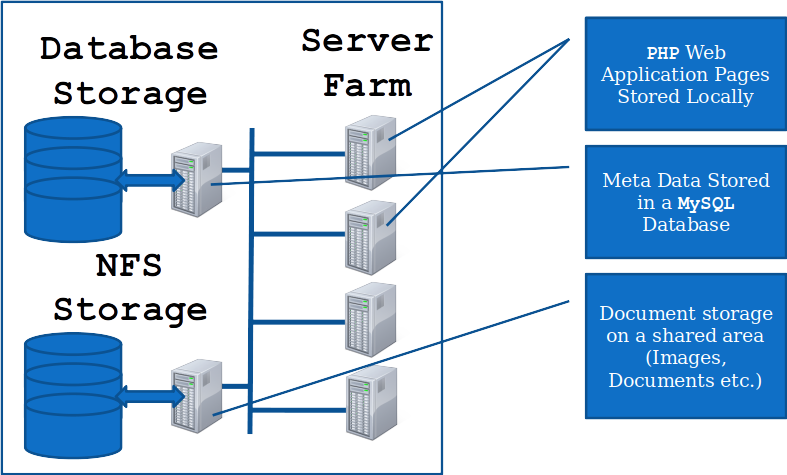 Database
Storage
Server
Farm
NFS
Storage
PHP Web
Application Pages
Stored Locally
Meta Data Stored
in a MySQL
Database
Document storage
on a shared area
(Images,
Documents etc.)